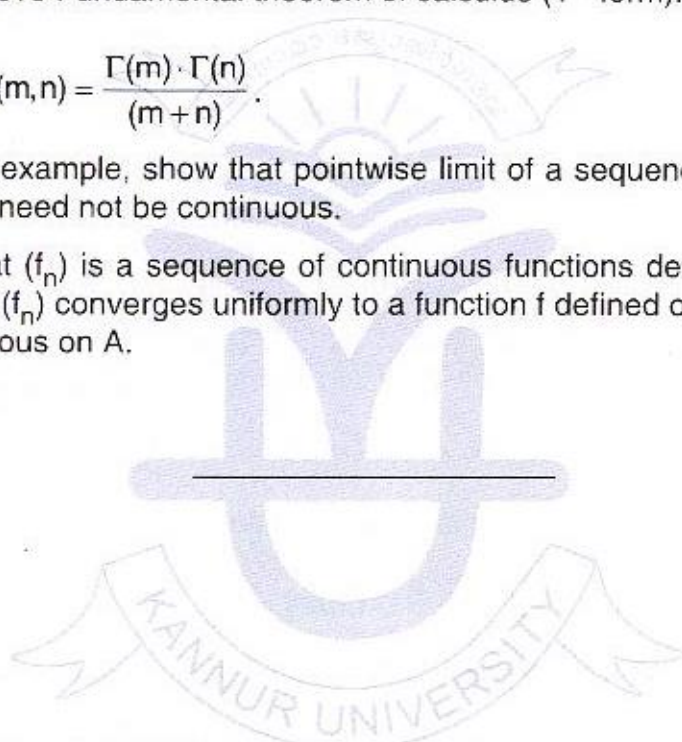 Fundamental theorem of calculus
(m,n) = Γ(m)·Γ(n) / (m+n) .
example, show that pointwise limit of a sequen
need not be continuous.
at (fₙ) is a sequence of continuous functions de
(fₙ) converges uniformly to a function f defined o
ous on A.
KANNUR UNIVERSITY